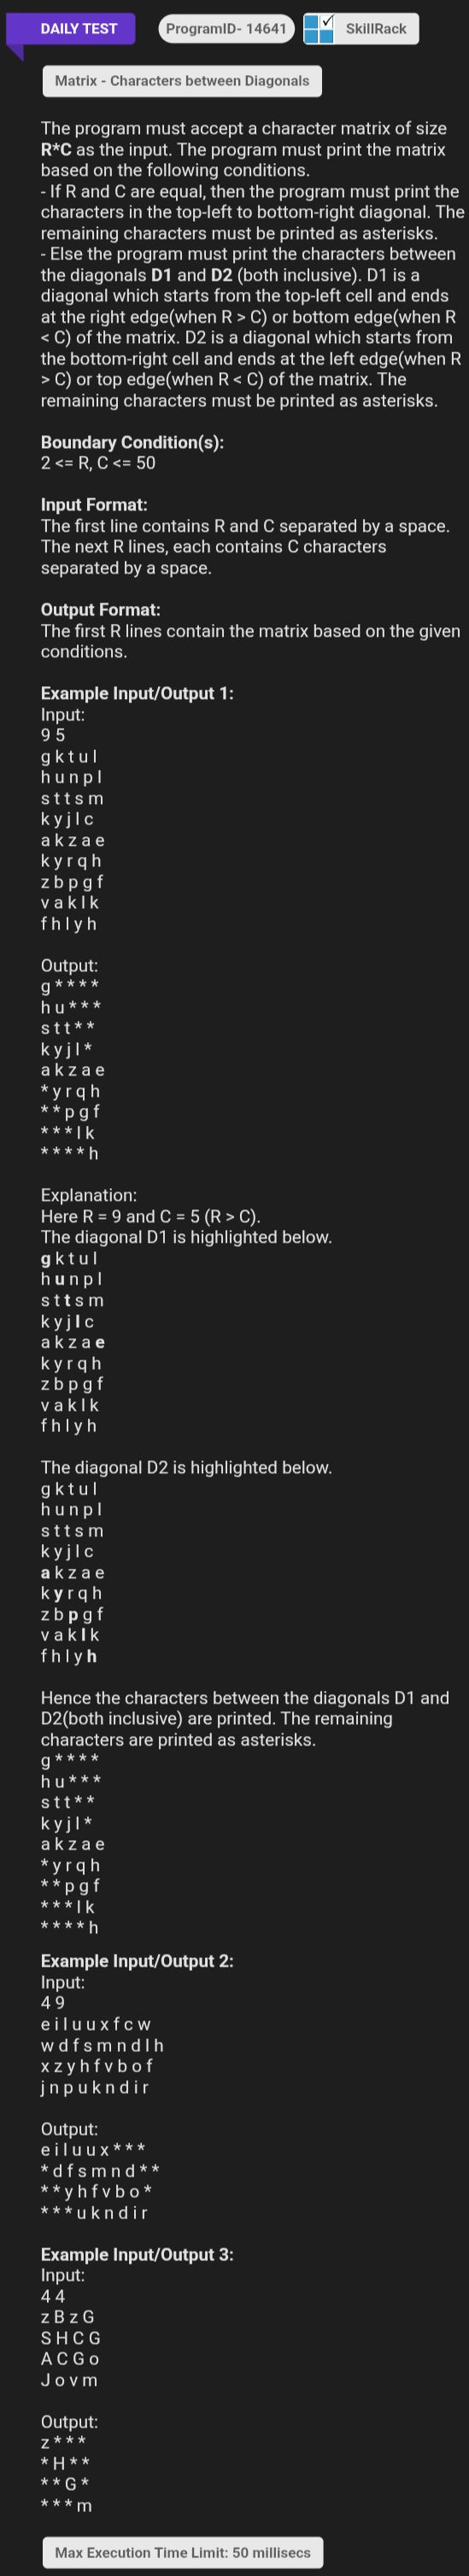 DAILY TEST
ProgramID- 14641
SkillRack
Matrix - Characters between Diagonals
The program must accept a character matrix of size
R*C as the input. The program must print the matrix
based on the following conditions.
- If R and C are equal, then the program must print the
characters in the top-left to bottom-right diagonal. The
remaining characters must be printed as asterisks.
- Else the program must print the characters between
the diagonals D1 and D2 (both inclusive). D1 is a
diagonal which starts from the top-left cell and ends
at the right edge(when R > C) or bottom edge(when R
< C) of the matrix. D2 is a diagonal which starts from
the bottom-right cell and ends at the left edge(when R
> C) or top edge(when R < C) of the matrix. The
remaining characters must be printed as asterisks.
Boundary Condition(s):
2 <= R, C <= 50
Input Format:
The first line contains R and C separated by a space.
The next R lines, each contains C characters
separated by a space.
Output Format:
The first R lines contain the matrix based on the given
conditions.
Example Input/Output 1:
Input:
9 5
g k t u l
h u n p l
s t t s m
k y j l c
a k z a e
k y r q h
z b p g f
v a k l k
f h l y h
Output:
g * * * *
h u * * *
s t t * *
k y j l *
a k z a e
* y r q h
* * p g f
* * * l k
* * * * h
Explanation:
Here R = 9 and C = 5 (R > C).
The diagonal D1 is highlighted below.
g k t u l
h u n p l
s t t s m
k y j l c
a k z a e
k y r q h
z b p g f
v a k l k
f h l y h
The diagonal D2 is highlighted below.
g k t u l
h u n p l
s t t s m
k y j l c
a k z a e
k y r q h
z b p g f
v a k l k
f h l y h
Hence the characters between the diagonals D1 and
D2(both inclusive) are printed. The remaining
characters are printed as asterisks.
g * * * *
h u * * *
s t t * *
k y j l *
a k z a e
* y r q h
* * p g f
* * * l k
* * * * h
Example Input/Output 2:
Input:
4 9
e i l u u x f c w
w d f s m n d l h
x z y h f v b o f
j n p u k n d i r
Output:
e i l u u x * * *
* d f s m n d * *
* * y h f v b o *
* * * u k n d i r
Example Input/Output 3:
Input:
4 4
z B z G
S H C G
A C G o
J o v m
Output:
z * * *
* H * *
* * G *
* * * m
Max Execution Time Limit: 50 millisecs